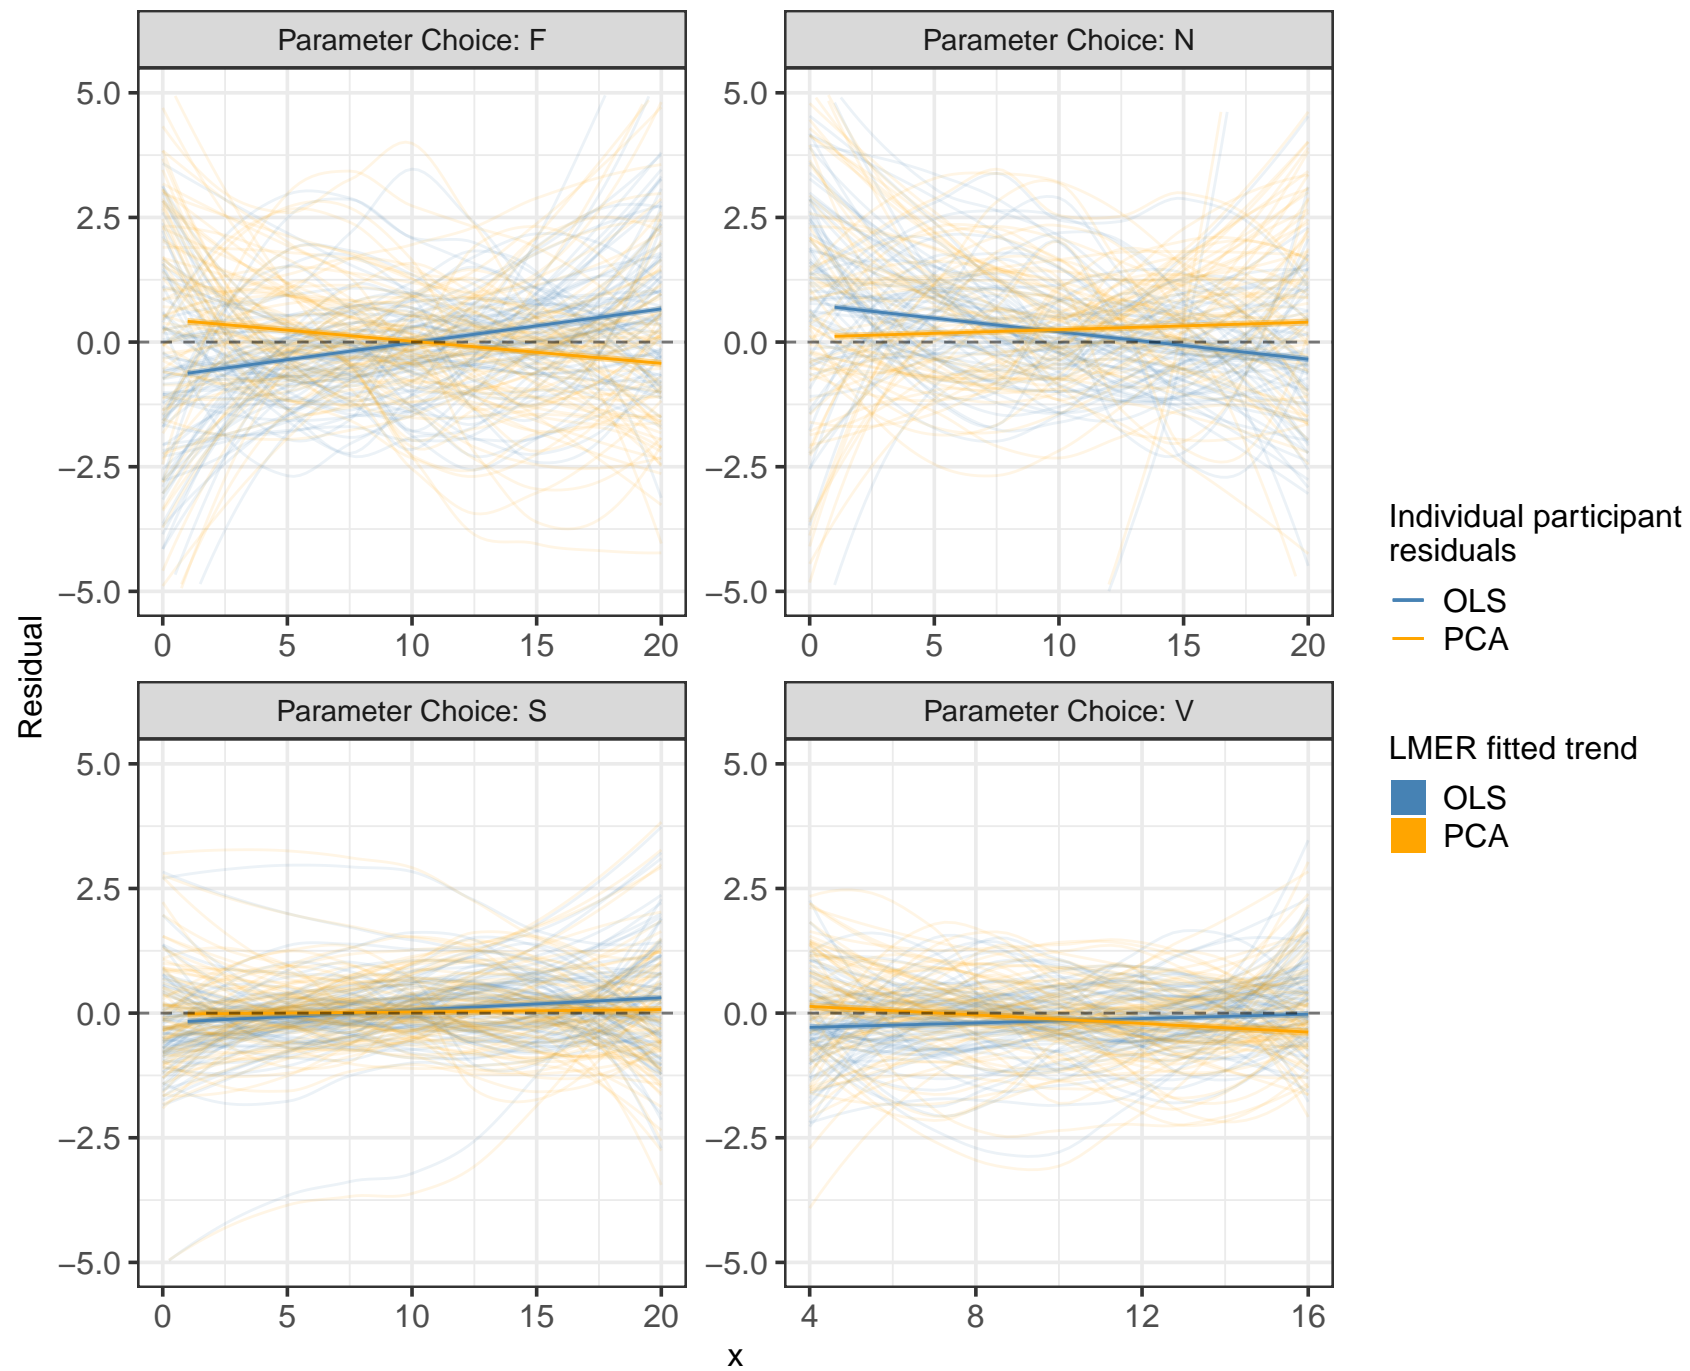 Parameter Choice: F
Parameter Choice: N
5.0
2.5
0.0
−2.5
−5.0
0 5 10 15 20
5.0
2.5
0.0
−2.5
−5.0
0 5 10 15 20
Parameter Choice: S
Parameter Choice: V
5.0
2.5
0.0
−2.5
−5.0
0 5 10 15 20
5.0
2.5
0.0
−2.5
−5.0
4 8 12 16
Residual
x
Individual participant
residuals
OLS
PCA
LMER fitted trend
OLS
PCA